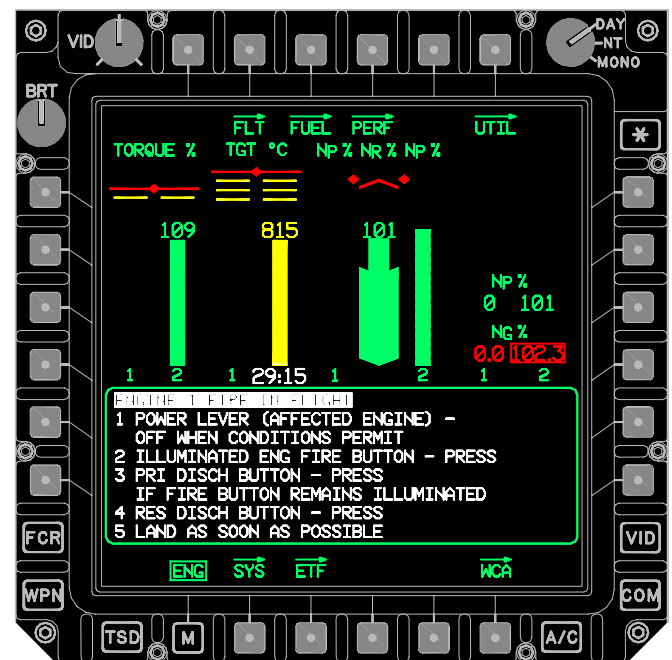 VID
DAY
NT
MONO
BRT
FLT FUEL PERF UTIL
*
TORQUE % TGT °C NP % NR % NP %
109 815 101
NP %
0 101
NG %
0.0 102.3
1 2 1 29:15 1 2 1 2
ENGINE 1 FIRE IN FLIGHT
1 POWER LEVER (AFFECTED ENGINE) -
OFF WHEN CONDITIONS PERMIT
2 ILLUMINATED ENG FIRE BUTTON - PRESS
3 PRI DISCH BUTTON - PRESS
IF FIRE BUTTON REMAINS ILLUMINATED
4 RES DISCH BUTTON - PRESS
5 LAND AS SOON AS POSSIBLE
FCR VID
ENG SYS ETF WCA
WPN COM
TSD M A/C